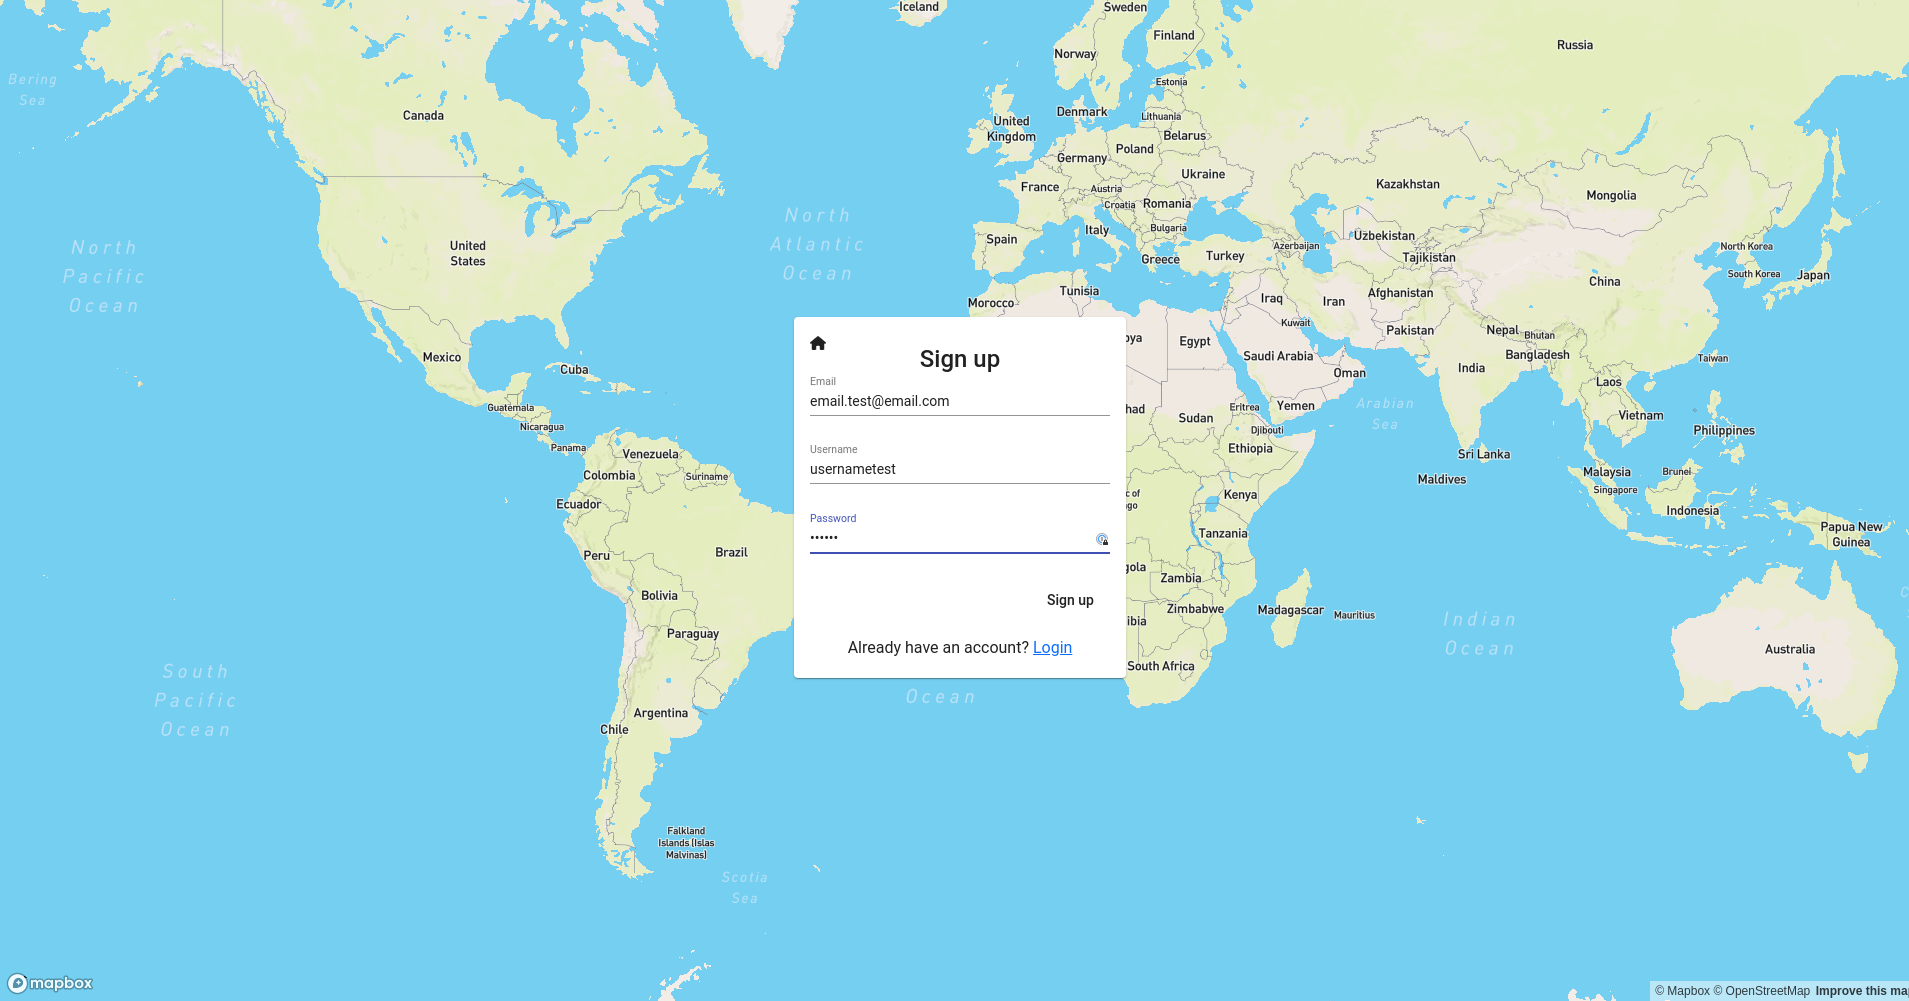 Iceland
Sweden
Finland
Norway
Russia
Bering
Sea
Estonia
Canada
Denmark
Lithuania
United
Kingdom
Belarus
Poland
Germany
Ukraine
France
Austria
Kazakhstan
Mongolia
Croatia
Romania
North
Atlantic
Ocean
Bulgaria
Italy
Spain
Uzbekistan
Azerbaijan
North Korea
United
States
North
Pacific
Ocean
Greece
Turkey
Tajikistan
South Korea
Japan
China
Tunisia
Afghanistan
Morocco
Iraq
Iran
Kuwait
Pakistan
Nepal
Bhutan
Egypt
oya
Bangladesh
Taiwan
Mexico
Saudi Arabia
India
Cuba
Oman
Laos
Guatemala
Eritrea
Yemen
Arabian
Sea
had
Sudan
Vietnam
Nicaragua
Djibouti
Philippines
Panama
Venezuela
Ethiopia
Sri Lanka
Colombia
Suriname
Maldives
Malaysia
Brunei
Singapore
Ecuador
c of
go
Kenya
Indonesia
Tanzania
Papua New
Guinea
Peru
Brazil
gola
Zambia
Bolivia
Zimbabwe
Madagascar
Mauritius
ibia
Indian
Ocean
Paraguay
South Africa
Australia
South
Pacific
Ocean
Ocean
Argentina
Chile
Falkland
Islands (Islas
Malvinas)
Scotia
Sea
Sign up
Email
email.test@email.com
Username
usernametest
Password
••••••
Sign up
Already have an account? Login
mapbox
© Mapbox © OpenStreetMap Improve this ma